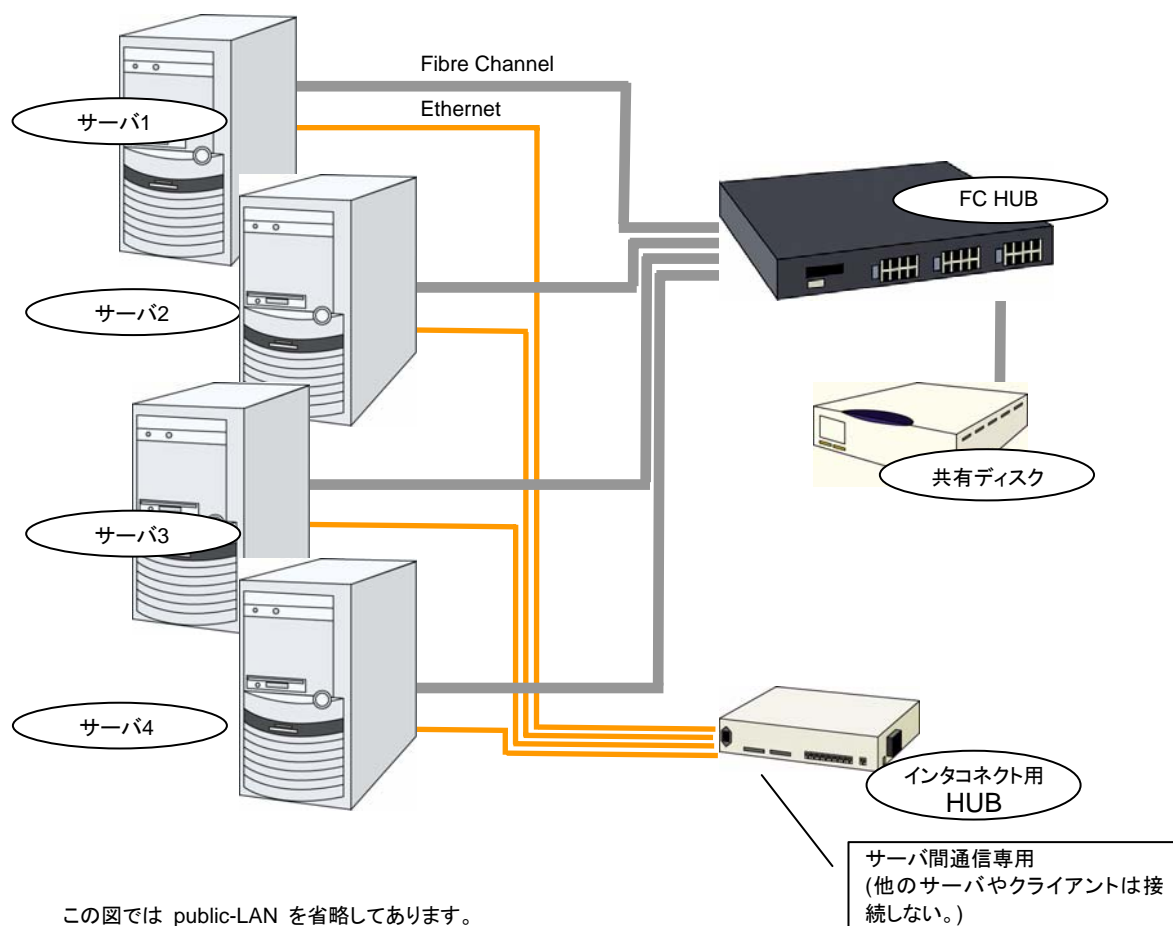 Fibre Channel
Ethernet
サーバ1
FC HUB
サーバ2
共有ディスク
サーバ3
サーバ4
インタコネクト用
HUB
サーバ間通信専用
(他のサーバやクライアントは接
続しない。)
この図では public-LAN を省略してあります。